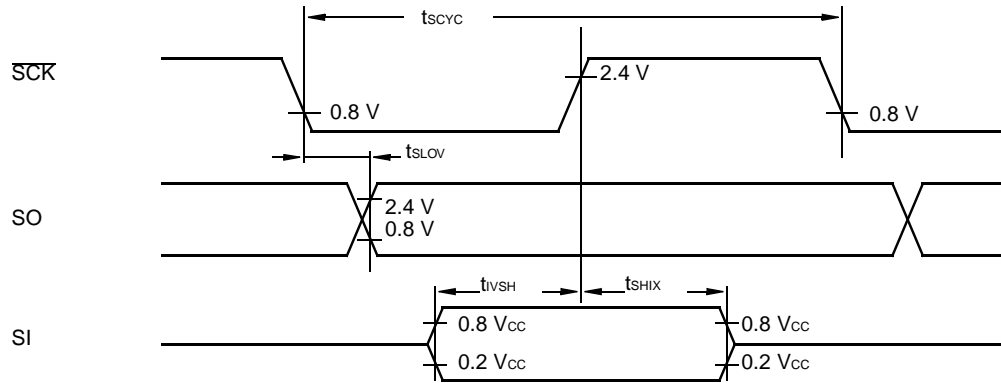 tSCYC
SCK
2.4 V
0.8 V
0.8 V
tSLOV
SO
2.4 V
0.8 V
tIVSH
tSHIX
SI
0.8 VCC
0.8 VCC
0.2 VCC
0.2 VCC